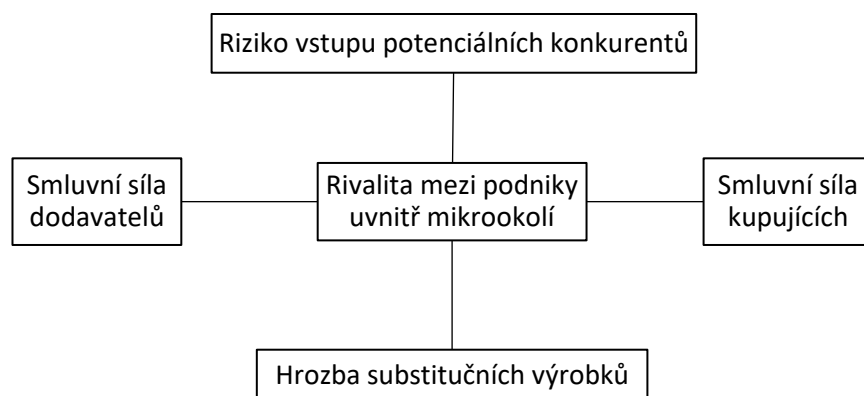 Riziko vstupu potenciálních konkurentů
Smluvní síla
dodavatelů
Rivalita mezi podniky
uvnitř mikrookolí
Smluvní síla
kupujících
Hrozba substitučních výrobků